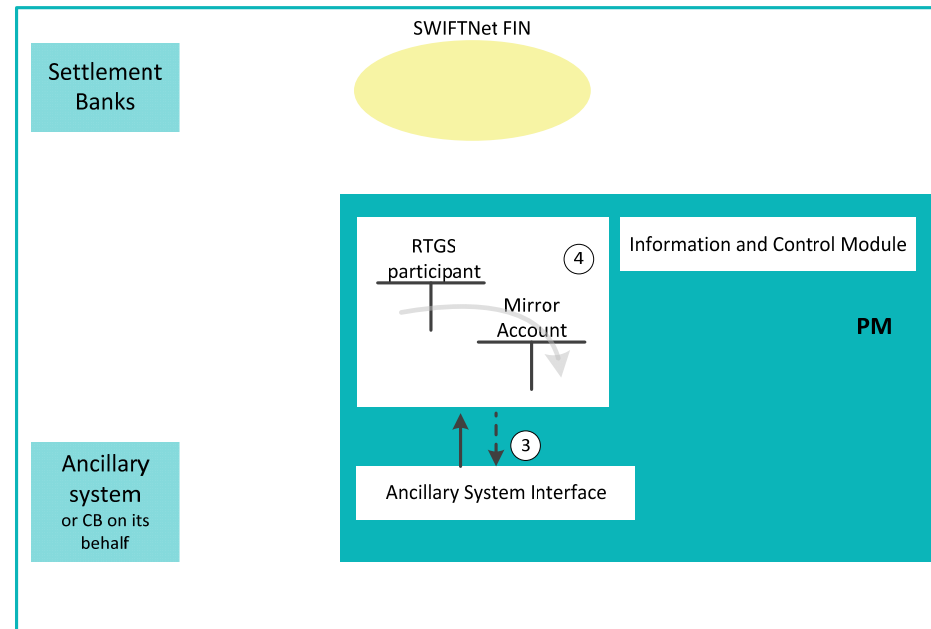 SWIFTNet FIN
Settlement
Banks
RTGS
participant
4
Information and Control Module
Mirror
Account
PM
3
Ancillary
system
or CB on its
behalf
Ancillary System Interface